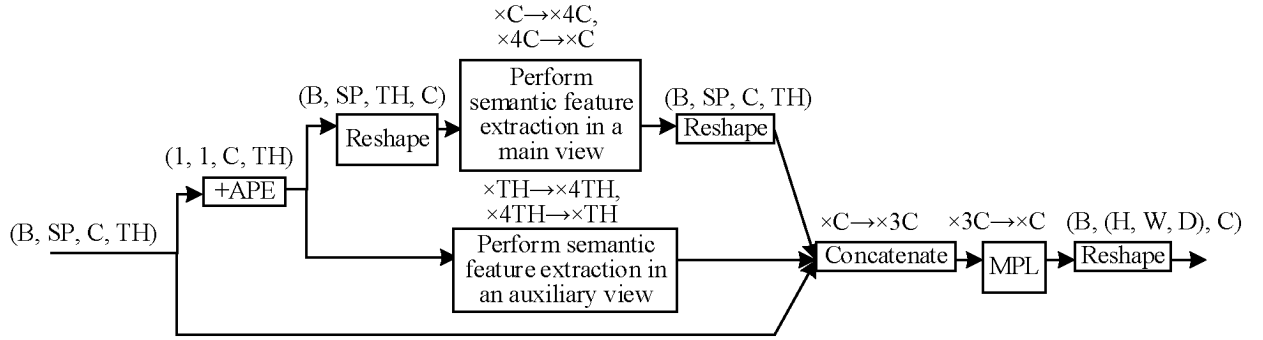 ×C→×4C,
×4C→×C
Perform
semantic feature
extraction in a
main view
(B, SP, TH, C)
Reshape
(B, SP, C, TH)
Reshape
(1, 1, C, TH)
+APE
×TH→×4TH,
×4TH→×TH
(B, SP, C, TH)
Perform semantic
feature extraction in
an auxiliary view
×C→×3C
Concatenate
×3C→×C
MPL
(B, (H, W, D), C)
Reshape